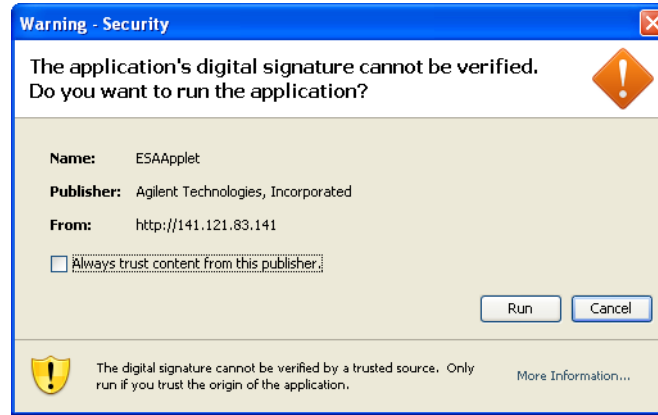 Warning - Security
The application's digital signature cannot be verified.
Do you want to run the application?
Name: ESAApplet
Publisher: Agilent Technologies, Incorporated
From: http://141.121.83.141
Always trust content from this publisher.
Run Cancel
The digital signature cannot be verified by a trusted source. Only
run if you trust the origin of the application.
More Information...